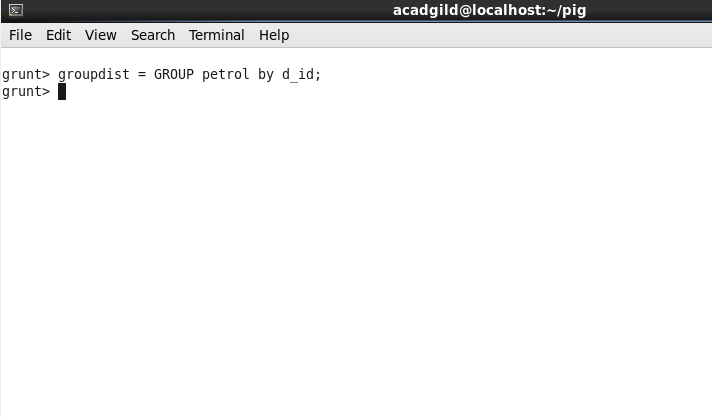 acadgild@localhost:~/pig
File Edit View Search Terminal Help
grunt> groupdist = GROUP petrol by d_id;
grunt>